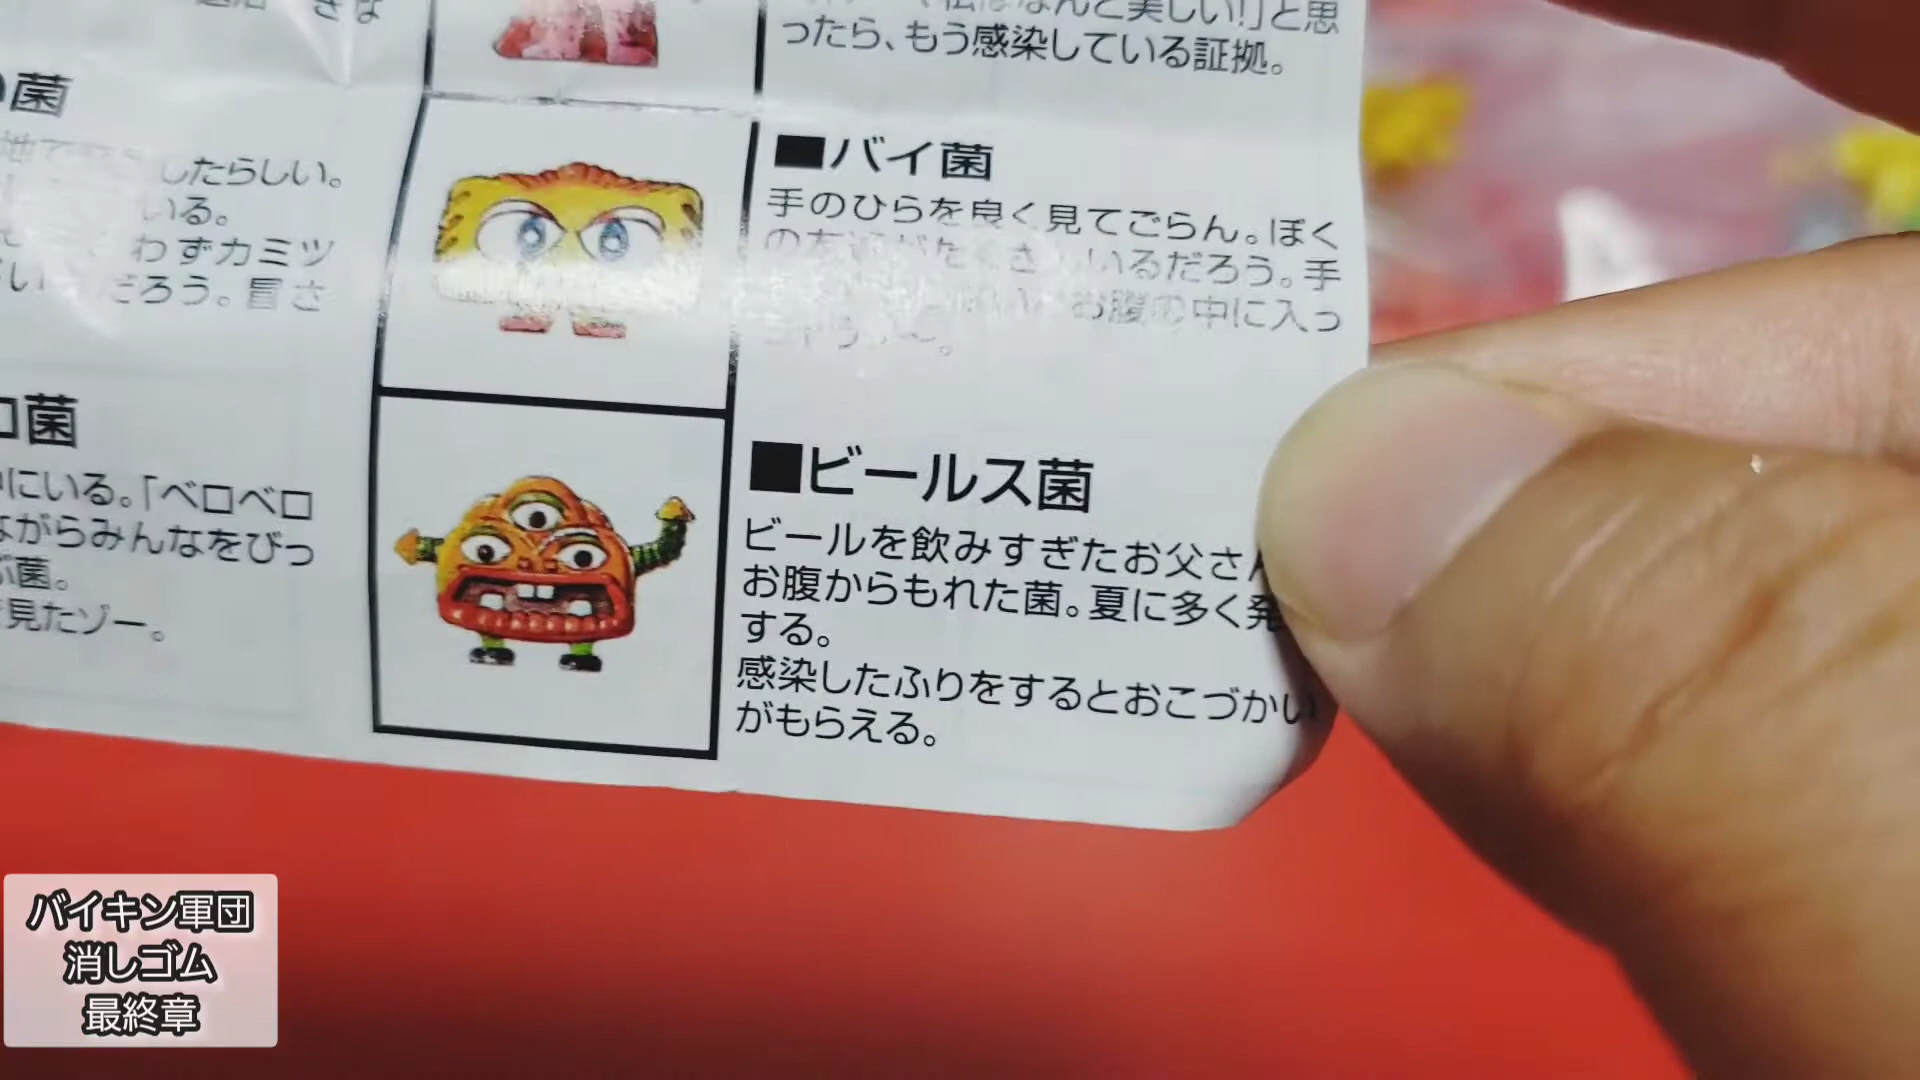 ったら、もう感染している証拠。
菌
したらしい。
いる。
わずカミツ
だろう。冒さ
■バイ菌
手のひらを良く見てごらん。ぼく
いるだろう。手
お腹の中に入っ
菌
にいる。「ベロベロ
ながらみんなをびっ
菌。
見たゾー。
■ビールス菌
ビールを飲みすぎたお父さ
お腹からもれた菌。夏に多く発
する。
感染したふりをするとおこづかい
がもらえる。
バイキン軍団
消しゴム
最終章